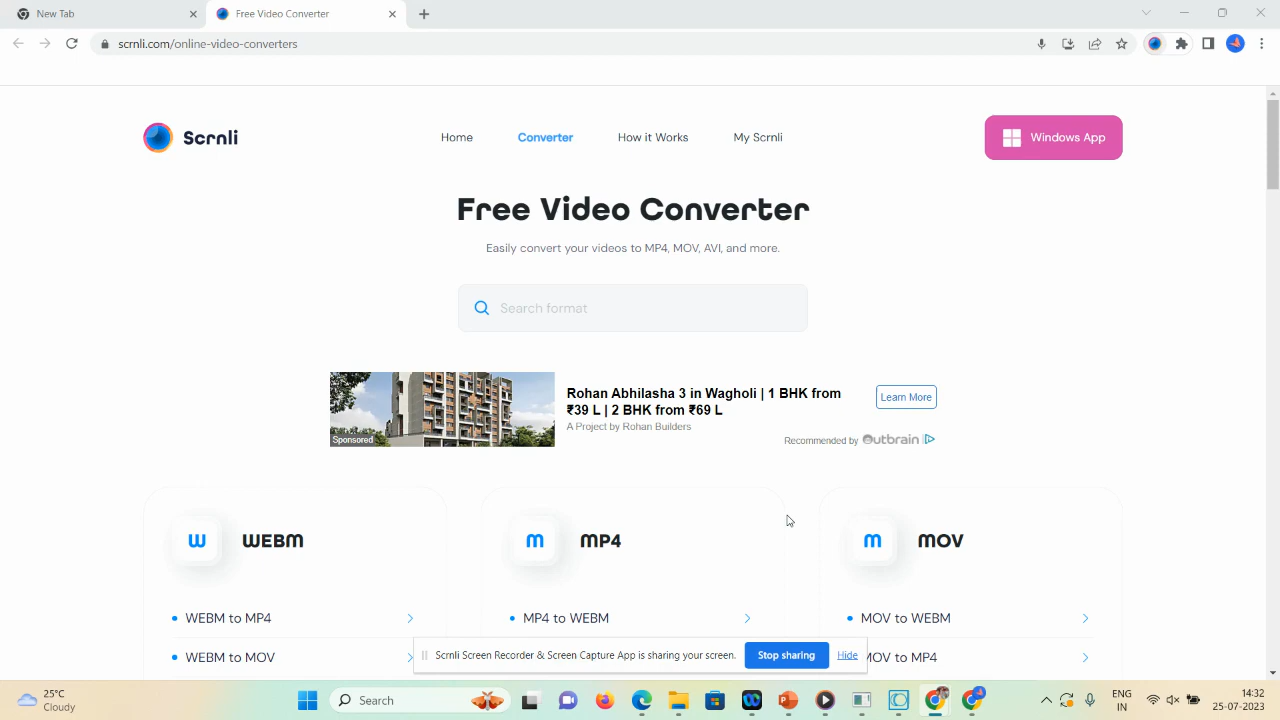 New Tab
Free Video Converter
scrnli.com/online-video-converters
Scrnli
Home
Converter
How it Works
My Scrnli
Windows App
Free Video Converter
Easily convert your videos to MP4, MOV, AVI, and more.
Search format
Sponsored
Rohan Abhilasha 3 in Wagholi | 1 BHK from
₹39 L | 2 BHK from ₹69 L
A Project by Rohan Builders
Learn More
Recommended by Outbrain
W
WEBM
m
MP4
m
MOV
WEBM to MP4
MP4 to WEBM
MOV to WEBM
WEBM to MOV
MOV to MP4
Scrnli Screen Recorder & Screen Capture App is sharing your screen.
Stop sharing
Hide
25°C
Cloudy
Search
ENG
IN
14:32
25-07-2023